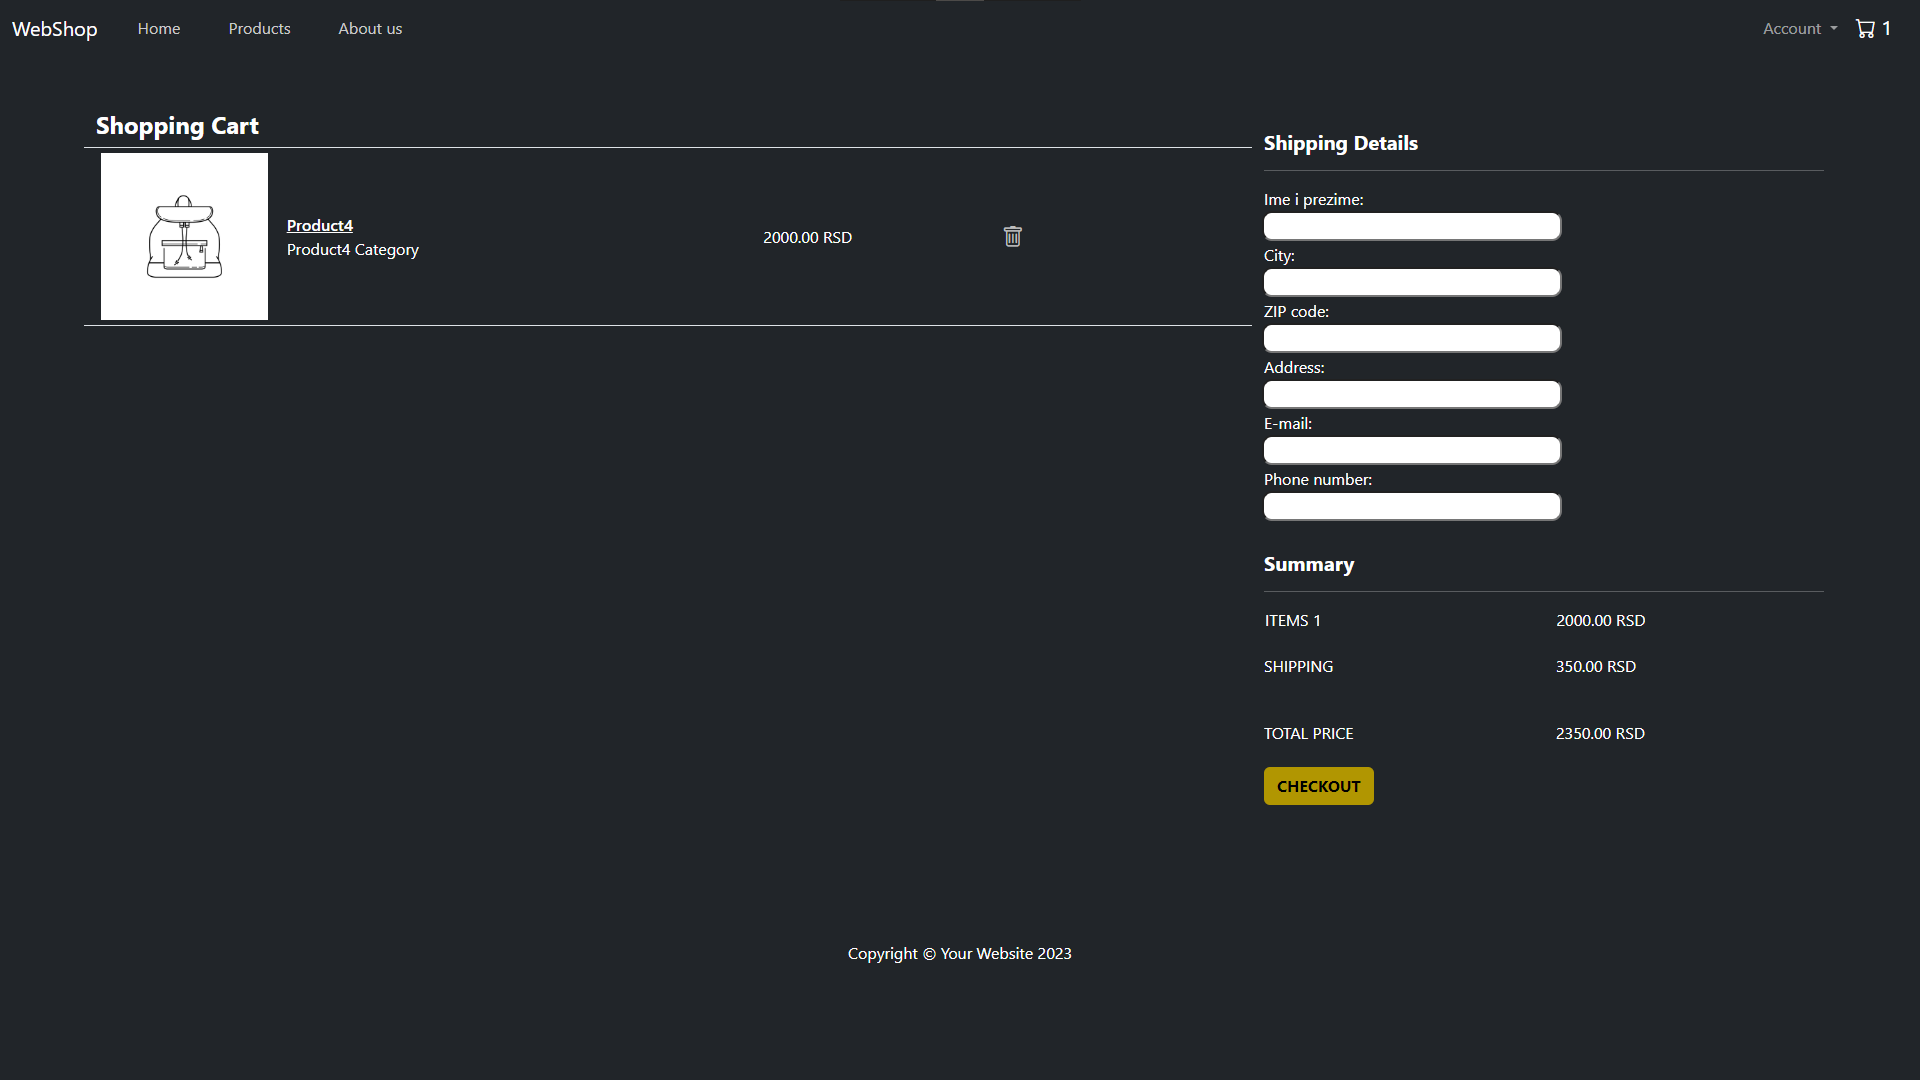 WebShop Home Products About us Account 1
Shopping Cart
Product4
Product4 Category
2000.00 RSD
Shipping Details
Ime i prezime:
City:
ZIP code:
Address:
E-mail:
Phone number:
Summary
ITEMS 1 2000.00 RSD
SHIPPING 350.00 RSD
TOTAL PRICE 2350.00 RSD
CHECKOUT
Copyright © Your Website 2023